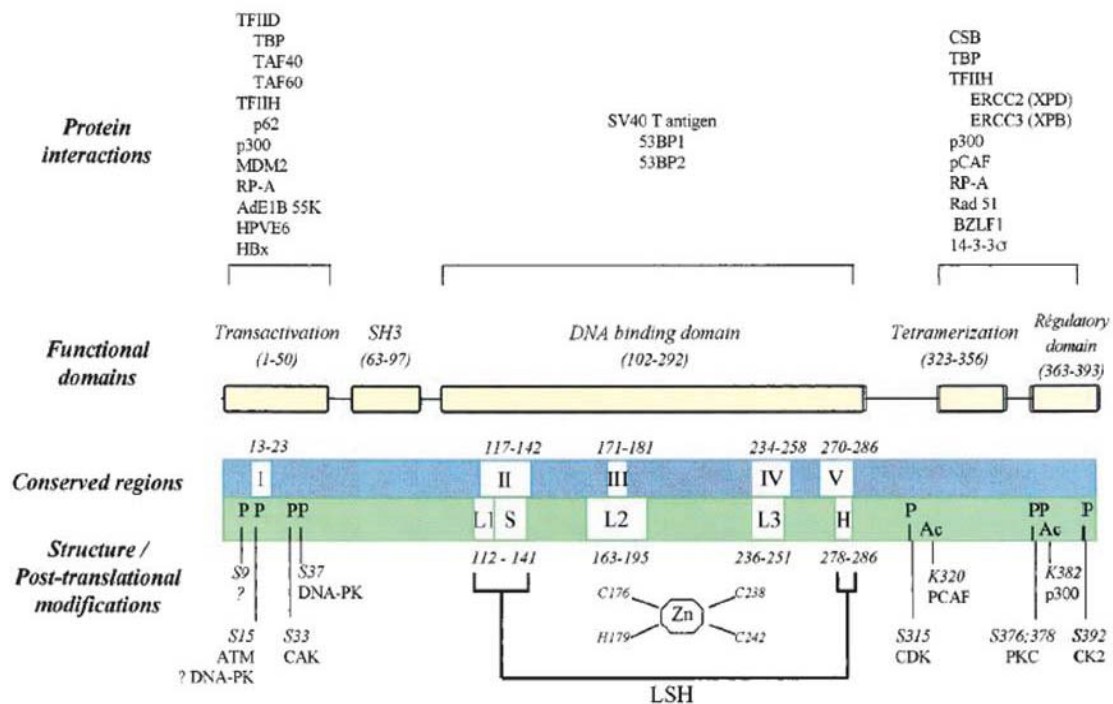 TFIID
TBP
TAF40
TAF60
TFIIH
p62
p300
MDM2
RP-A
AdE1B 55K
HPVE6
HBx
Protein
interactions
SV40 T antigen
53BP1
53BP2
CSB
TBP
TFIIH
ERCC2 (XPD)
ERCC3 (XPB)
p300
pCAF
RP-A
Rad 51
BZLF1
14-3-3σ
Functional
domains
Transactivation
(1-50)
SH3
(63-97)
DNA binding domain
(102-292)
Tetramerization
(323-356)
Régulatory
domain
(363-393)
13-23 117-142 171-181 234-258 270-286
Conserved regions
I II III IV V
P P PP L1 S L2 L3 H P Ac PP Ac P
Structure /
Post-translational
modifications
112 - 141 163-195 236-251 278-286
S9
?
S37
DNA-PK
S15
ATM
? DNA-PK
S33
CAK
C176 C238
Zn
H179 C242
LSH
K320
PCAF
K382
p300
S315
CDK
S376;378
PKC
S392
CK2